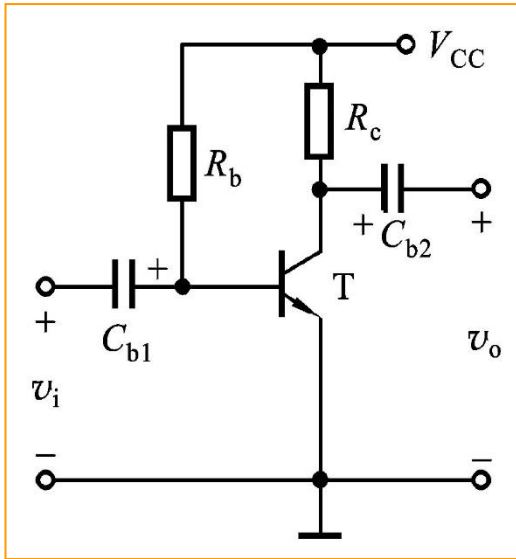 V_CC
R_c
R_b
+ C_b2 +
+ T
+ C_b1
v_i v_o
− −